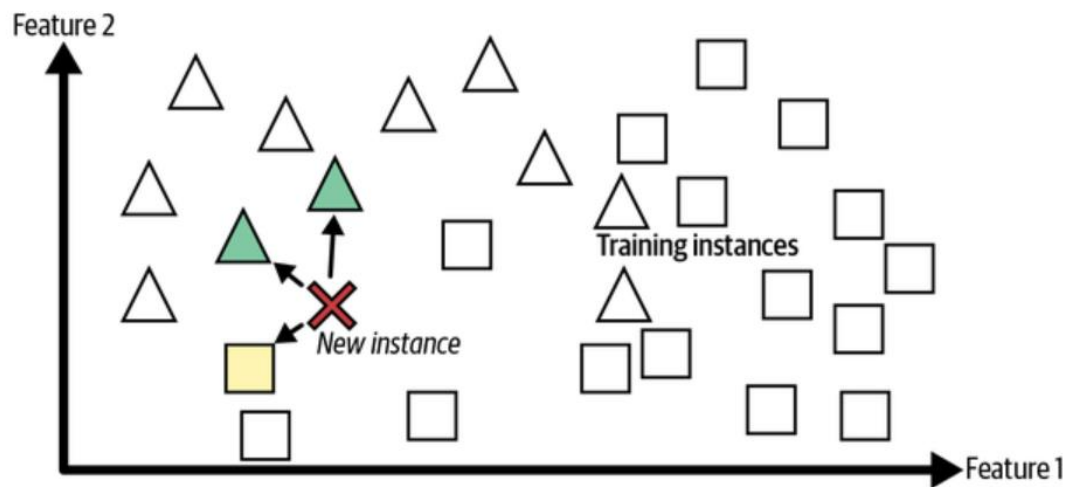 Feature 2
Training instances
New instance
Feature 1